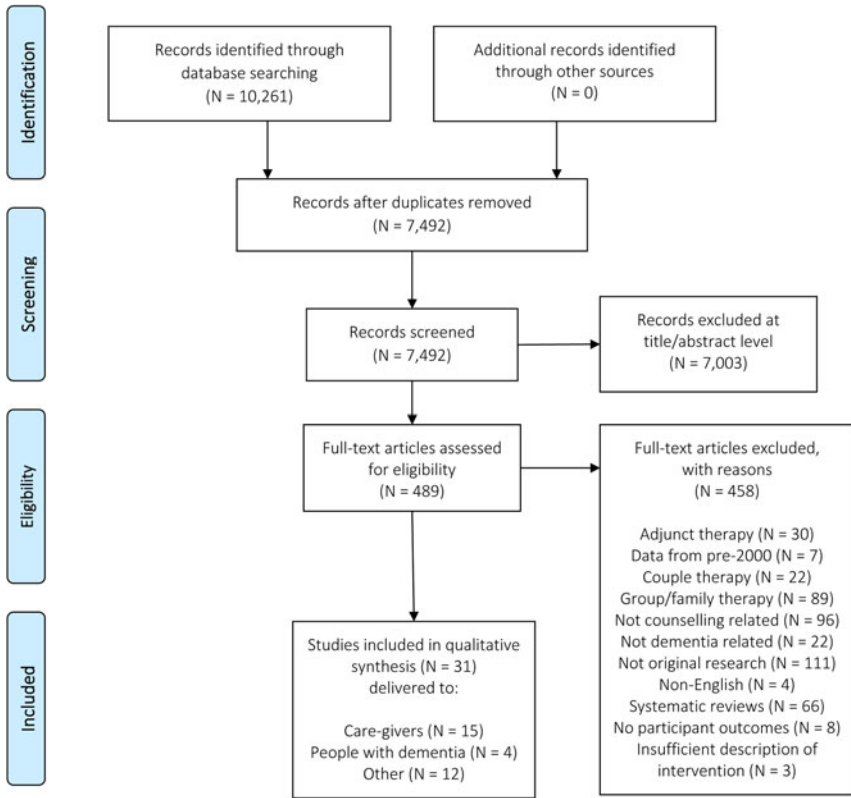 Identification
Records identified through
database searching
(N = 10,261)
Additional records identified
through other sources
(N = 0)
Records after duplicates removed
(N = 7,492)
Screening
Records screened
(N = 7,492)
Records excluded at
title/abstract level
(N = 7,003)
Eligibility
Full-text articles assessed
for eligibility
(N = 489)
Full-text articles excluded,
with reasons
(N = 458)
Adjunct therapy (N = 30)
Data from pre-2000 (N = 7)
Couple therapy (N = 22)
Group/family therapy (N = 89)
Not counselling related (N = 96)
Not dementia related (N = 22)
Not original research (N = 111)
Non-English (N = 4)
Systematic reviews (N = 66)
No participant outcomes (N = 8)
Insufficient description of
intervention (N = 3)
Included
Studies included in qualitative
synthesis (N = 31)
delivered to:
Care-givers (N = 15)
People with dementia (N = 4)
Other (N = 12)